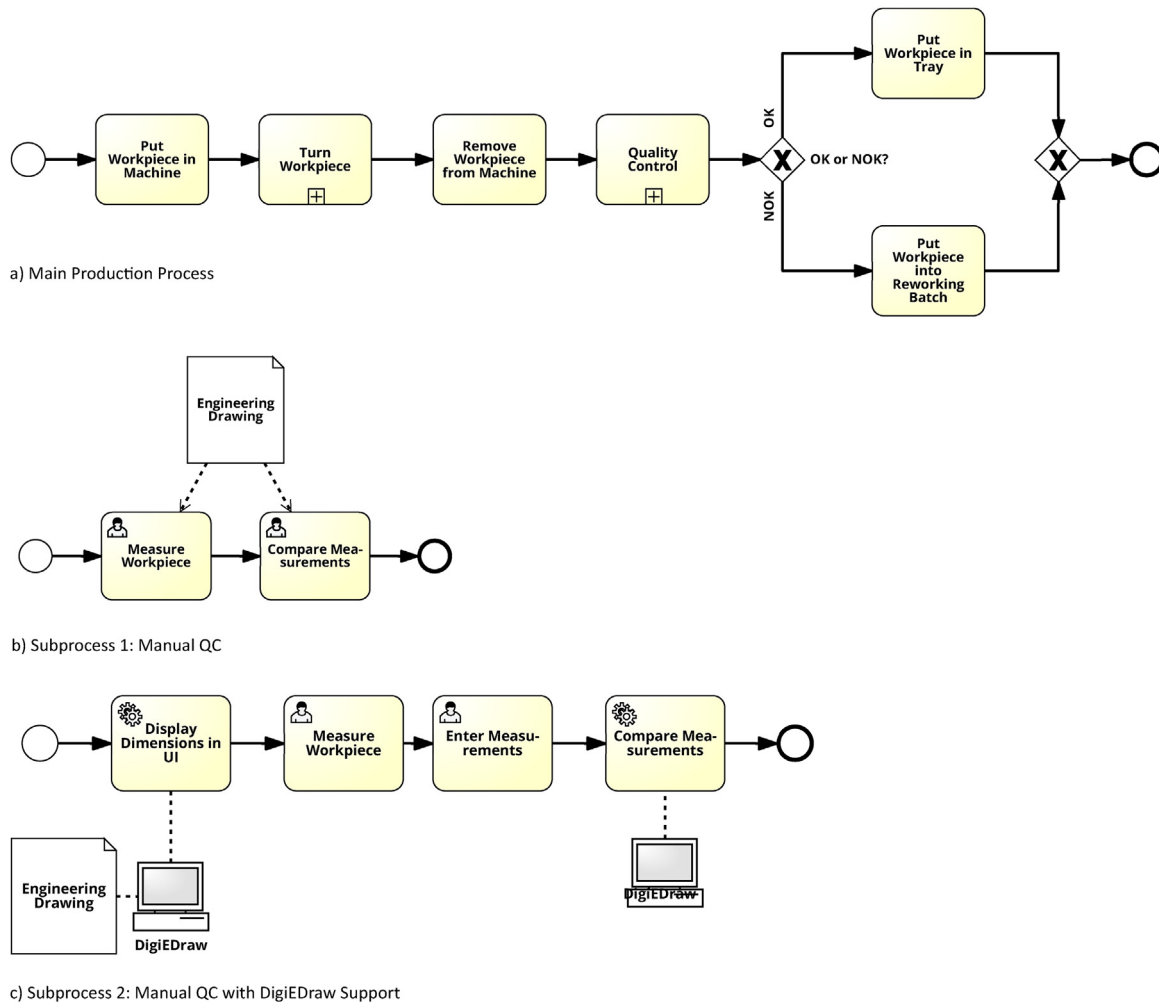 Put
Workpiece in
Machine
Turn
Workpiece
Remove
Workpiece
from Machine
Quality
Control
OK
NOK
OK or NOK?
Put
Workpiece in
Tray
Put
Workpiece
into
Reworking
Batch
a) Main Production Process
Engineering
Drawing
Measure
Workpiece
Compare Mea-
surements
b) Subprocess 1: Manual QC
Display
Dimensions in
UI
Measure
Workpiece
Enter Measu-
rements
Compare Mea-
surements
Engineering
Drawing
DigiEDraw
DigiEDraw
c) Subprocess 2: Manual QC with DigiEDraw Support